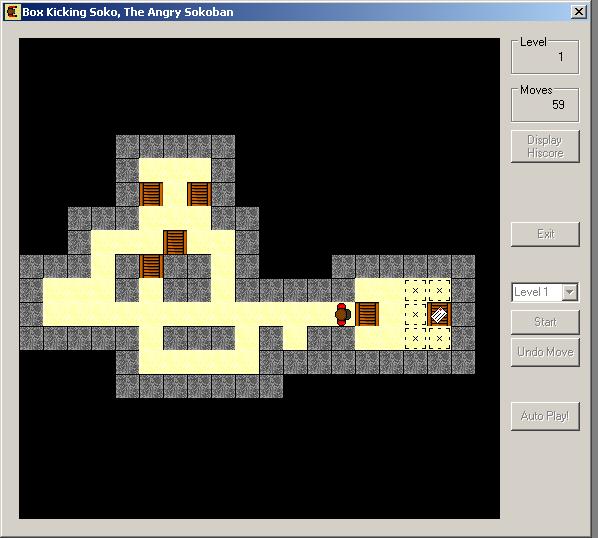 Box Kicking Soko, The Angry Sokoban
Level
1
Moves
59
Display
Hiscore
Exit
Level 1
Start
Undo Move
Auto Play!